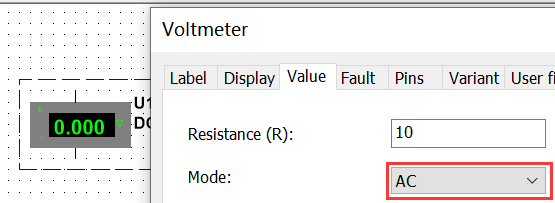 Voltmeter
Label Display Value Fault Pins Variant User fi
U1
DC
0.000
Resistance (R): 10
Mode: AC